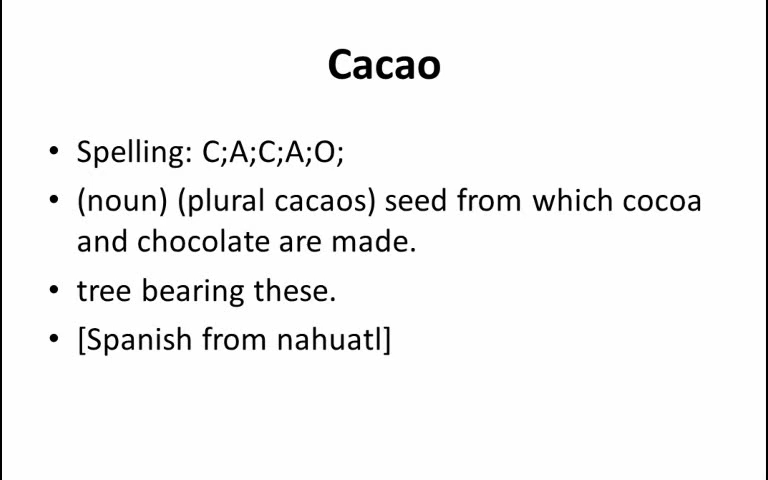 Cacao
• Spelling: C;A;C;A;O;
• (noun) (plural cacaos) seed from which cocoa
and chocolate are made.
• tree bearing these.
• [Spanish from nahuatl]